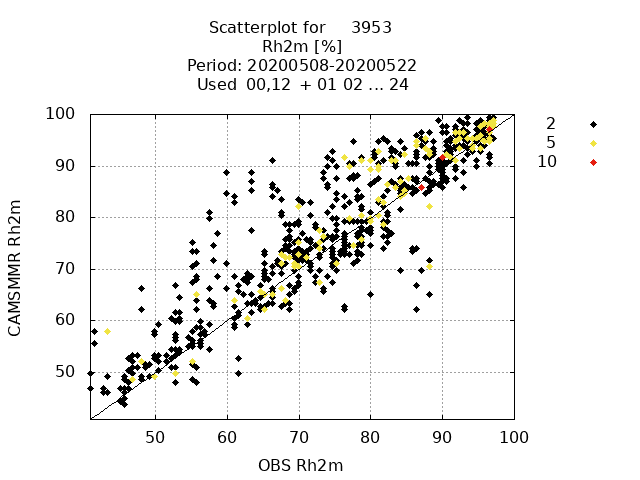 Scatterplot for 3953
Rh2m [%]
Period: 20200508-20200522
Used 00,12 + 01 02 ... 24
100
90
80
70
60
50
CAMSMMR Rh2m
50 60 70 80 90 100
OBS Rh2m
2
5
10